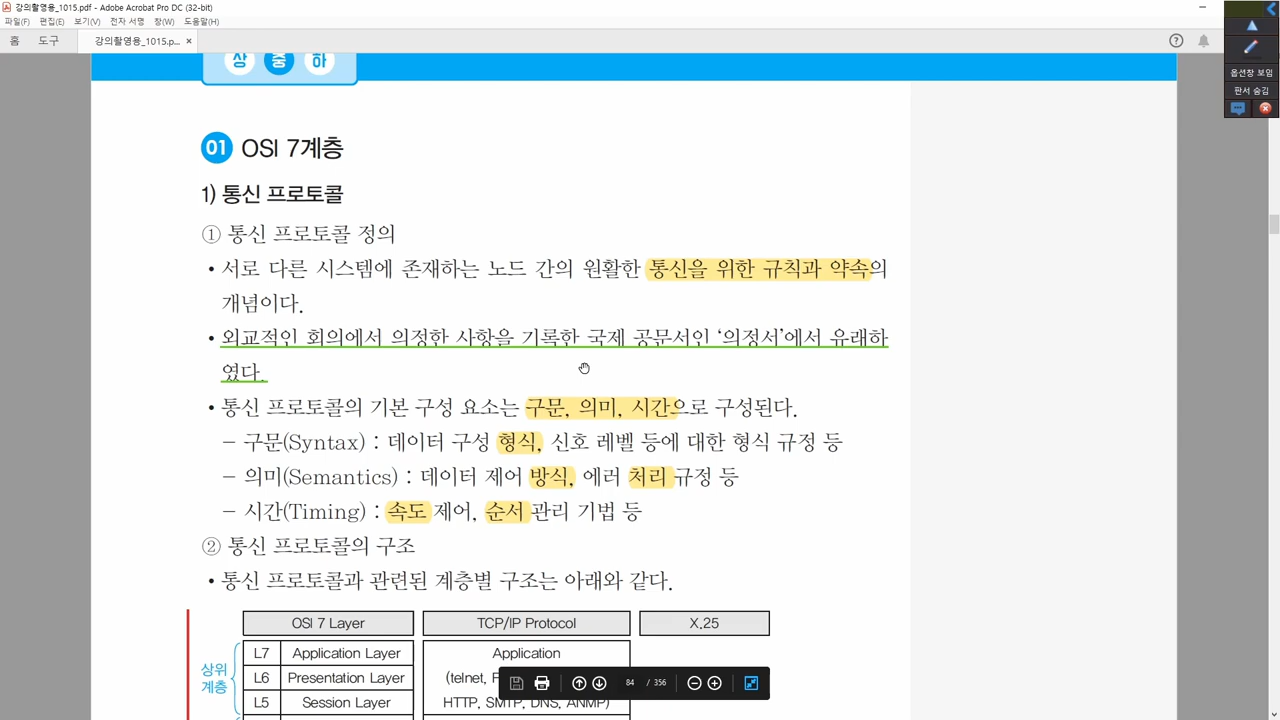 강의촬영용_1015.pdf - Adobe Acrobat Pro DC (32-bit)
파일(F) 편집(E) 보기(V) 전자 서명 창(W) 도움말(H)
홈 도구 강의촬영용_1015.p... ×
옵션창 보임
판서 숨김
상 중 하
01 OSI 7계층
1) 통신 프로토콜
① 통신 프로토콜 정의
• 서로 다른 시스템에 존재하는 노드 간의 원활한 통신을 위한 규칙과 약속의
개념이다.
• 외교적인 회의에서 의정한 사항을 기록한 국제 공문서인 ‘의정서’에서 유래하
였다.
• 통신 프로토콜의 기본 구성 요소는 구문, 의미, 시간으로 구성된다.
– 구문(Syntax) : 데이터 구성 형식, 신호 레벨 등에 대한 형식 규정 등
– 의미(Semantics) : 데이터 제어 방식, 에러 처리 규정 등
– 시간(Timing) : 속도 제어, 순서 관리 기법 등
② 통신 프로토콜의 구조
• 통신 프로토콜과 관련된 계층별 구조는 아래와 같다.
OSI 7 Layer TCP/IP Protocol X.25
상위
계층
L7 Application Layer Application
L6 Presentation Layer (telnet, F
L5 Session Layer HTTP, SMTP, DNS, ANMP)
84 / 356